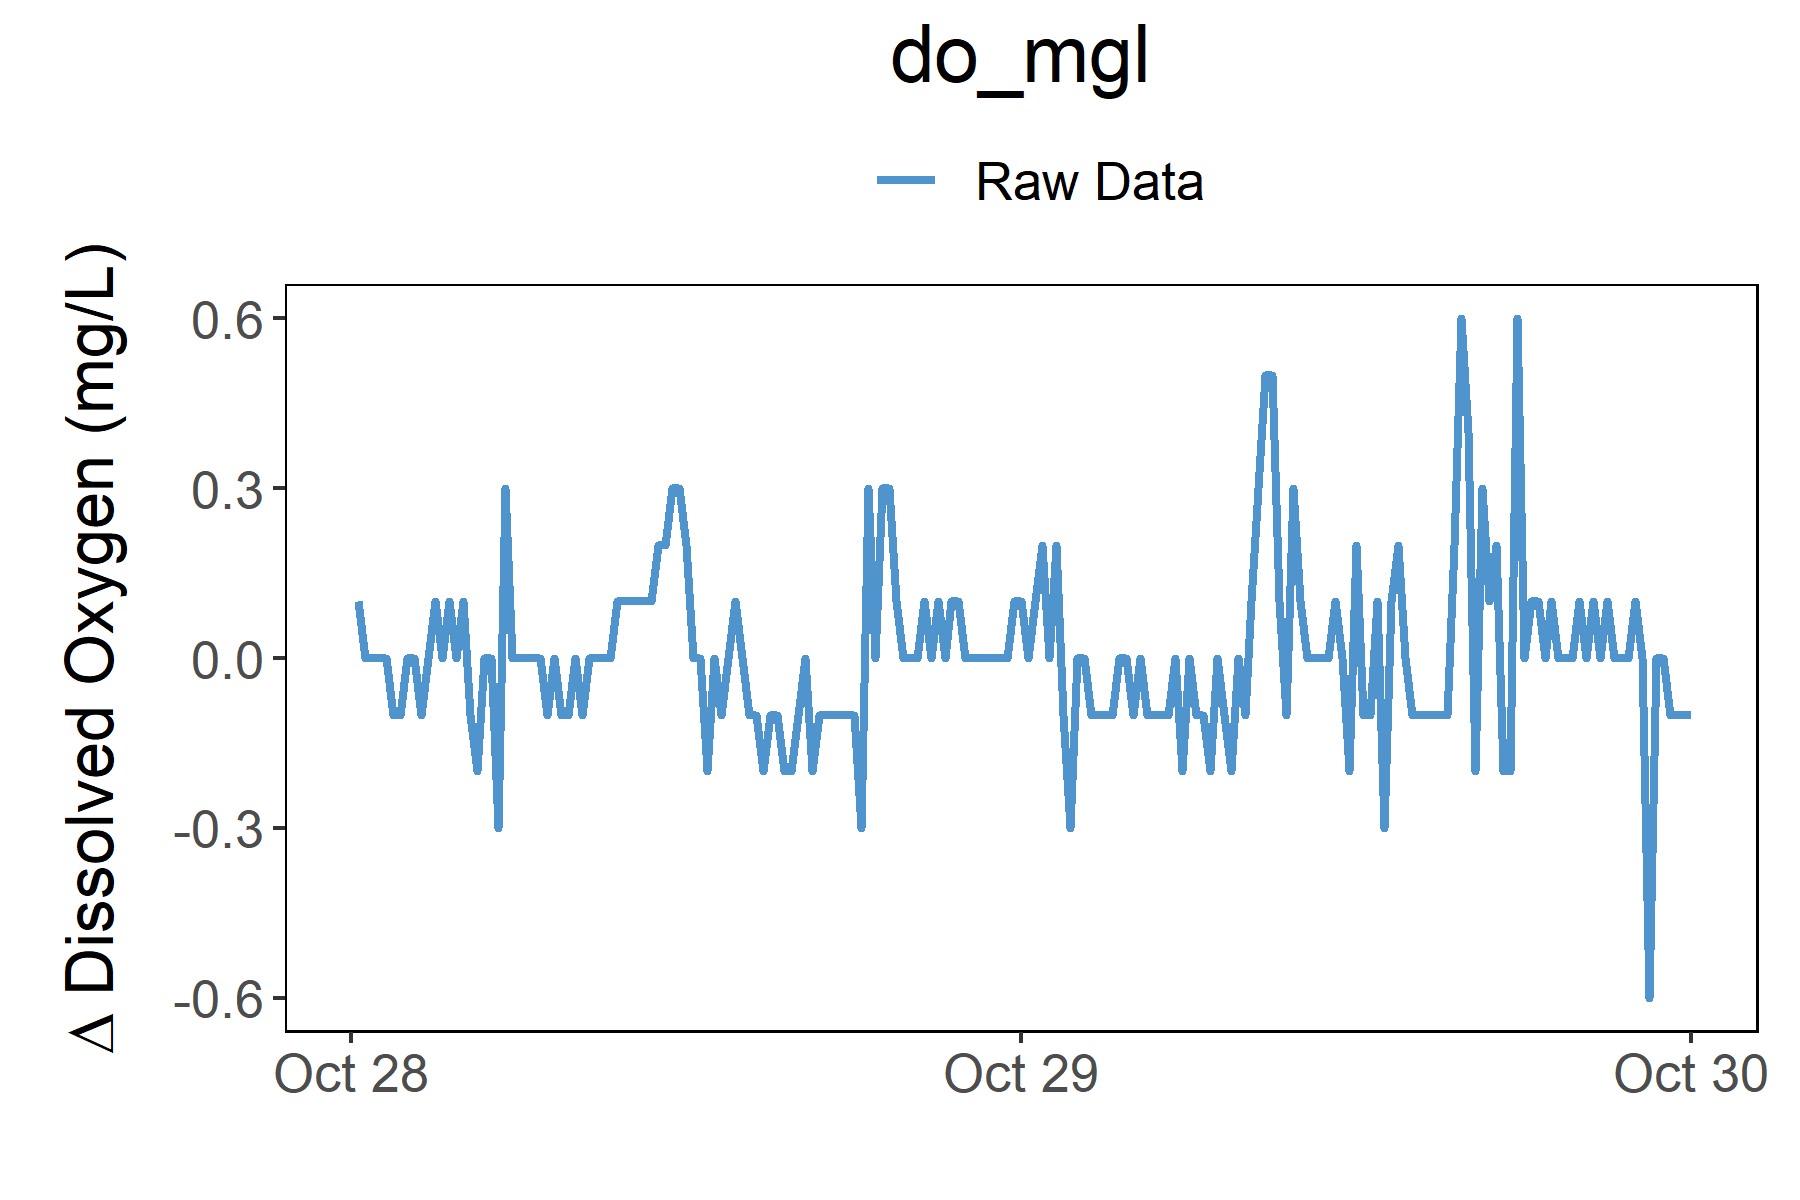 do_mgl
Raw Data
Δ Dissolved Oxygen (mg/L)
0.6
0.3
0.0
-0.3
-0.6
Oct 28
Oct 29
Oct 30